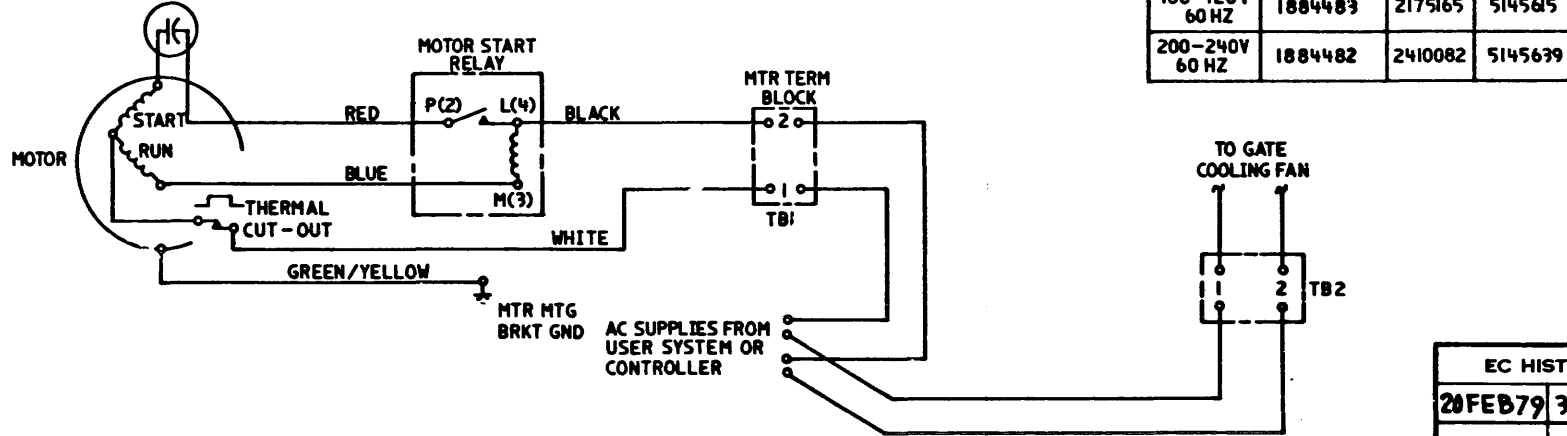 60 HZ 1884483 2175165 5145615
200-240V
60 HZ 1884482 2410082 5145639
MOTOR START
RELAY
P(2) L(4)
RED
BLACK
BLUE
M(3)
START
RUN
MOTOR
THERMAL
CUT-OUT
WHITE
GREEN/YELLOW
MTR MTG
BRKT GND
MTR TERM
BLOCK
2
1
TB1
AC SUPPLIES FROM
USER SYSTEM OR
CONTROLLER
TO GATE
COOLING FAN
1 2 TB2
EC HIST
20FEB79 3